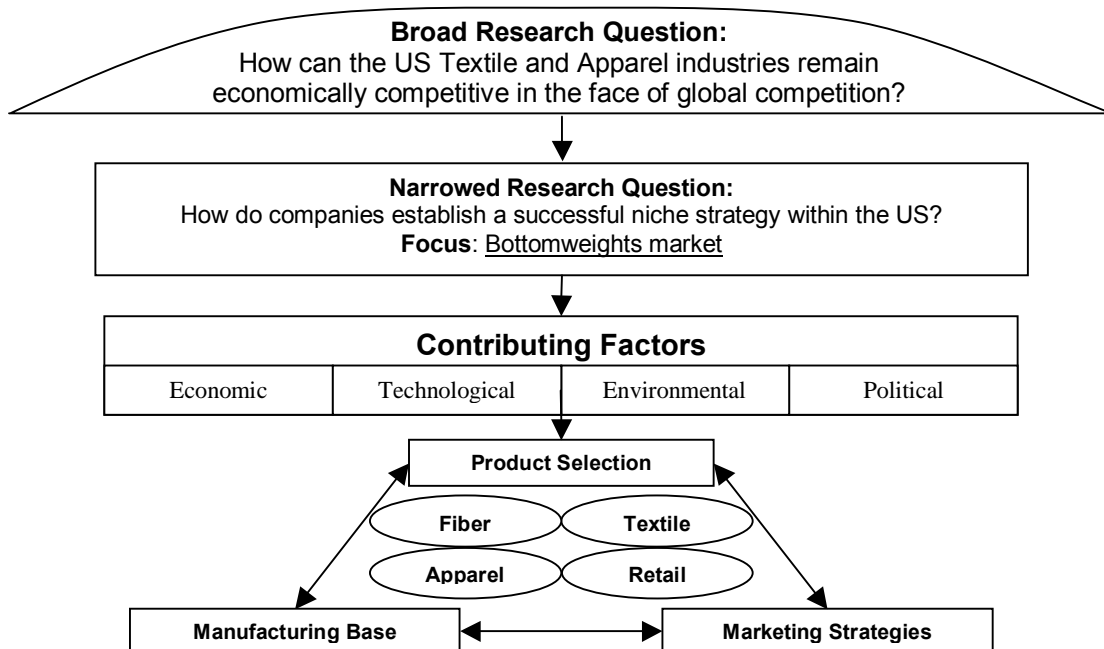 Broad Research Question:
How can the US Textile and Apparel industries remain
economically competitive in the face of global competition?
Narrowed Research Question:
How do companies establish a successful niche strategy within the US?
Focus: Bottomweights market
Contributing Factors
Economic Technological Environmental Political
Product Selection
Fiber Textile
Apparel Retail
Manufacturing Base Marketing Strategies